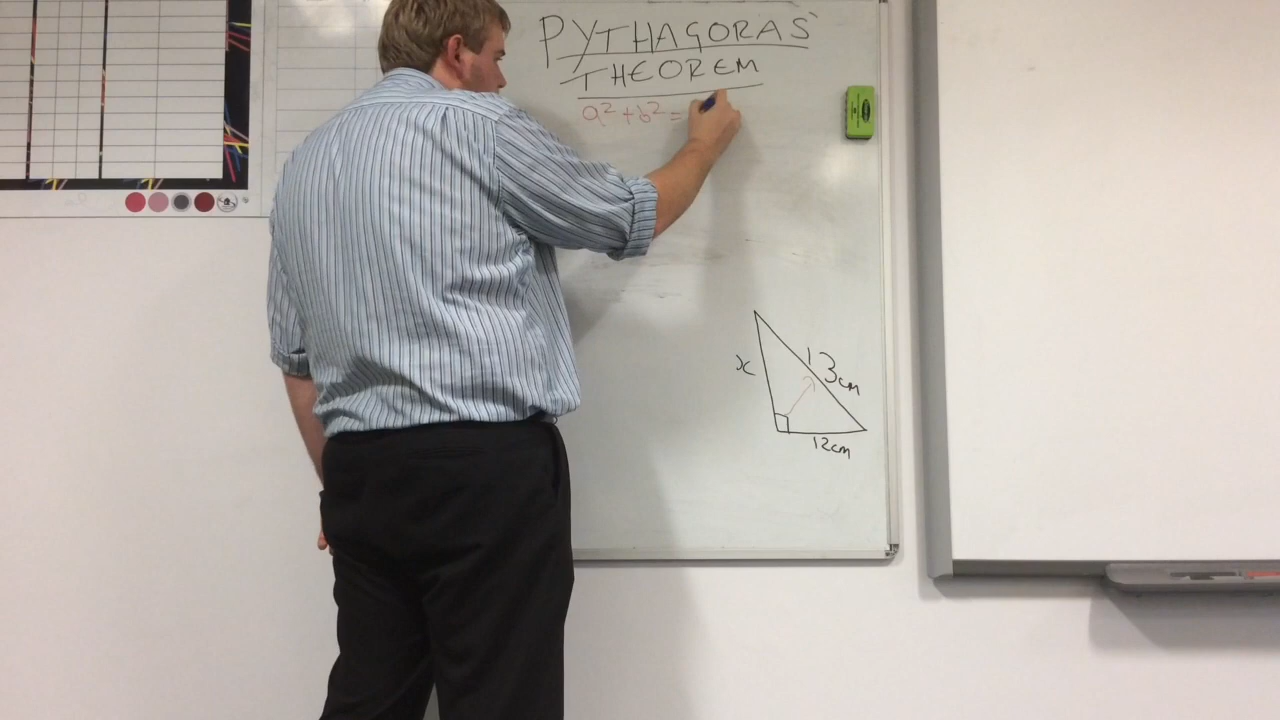 PYTHAGORAS'
THEOREM
a² + b² =
x
13cm
12cm